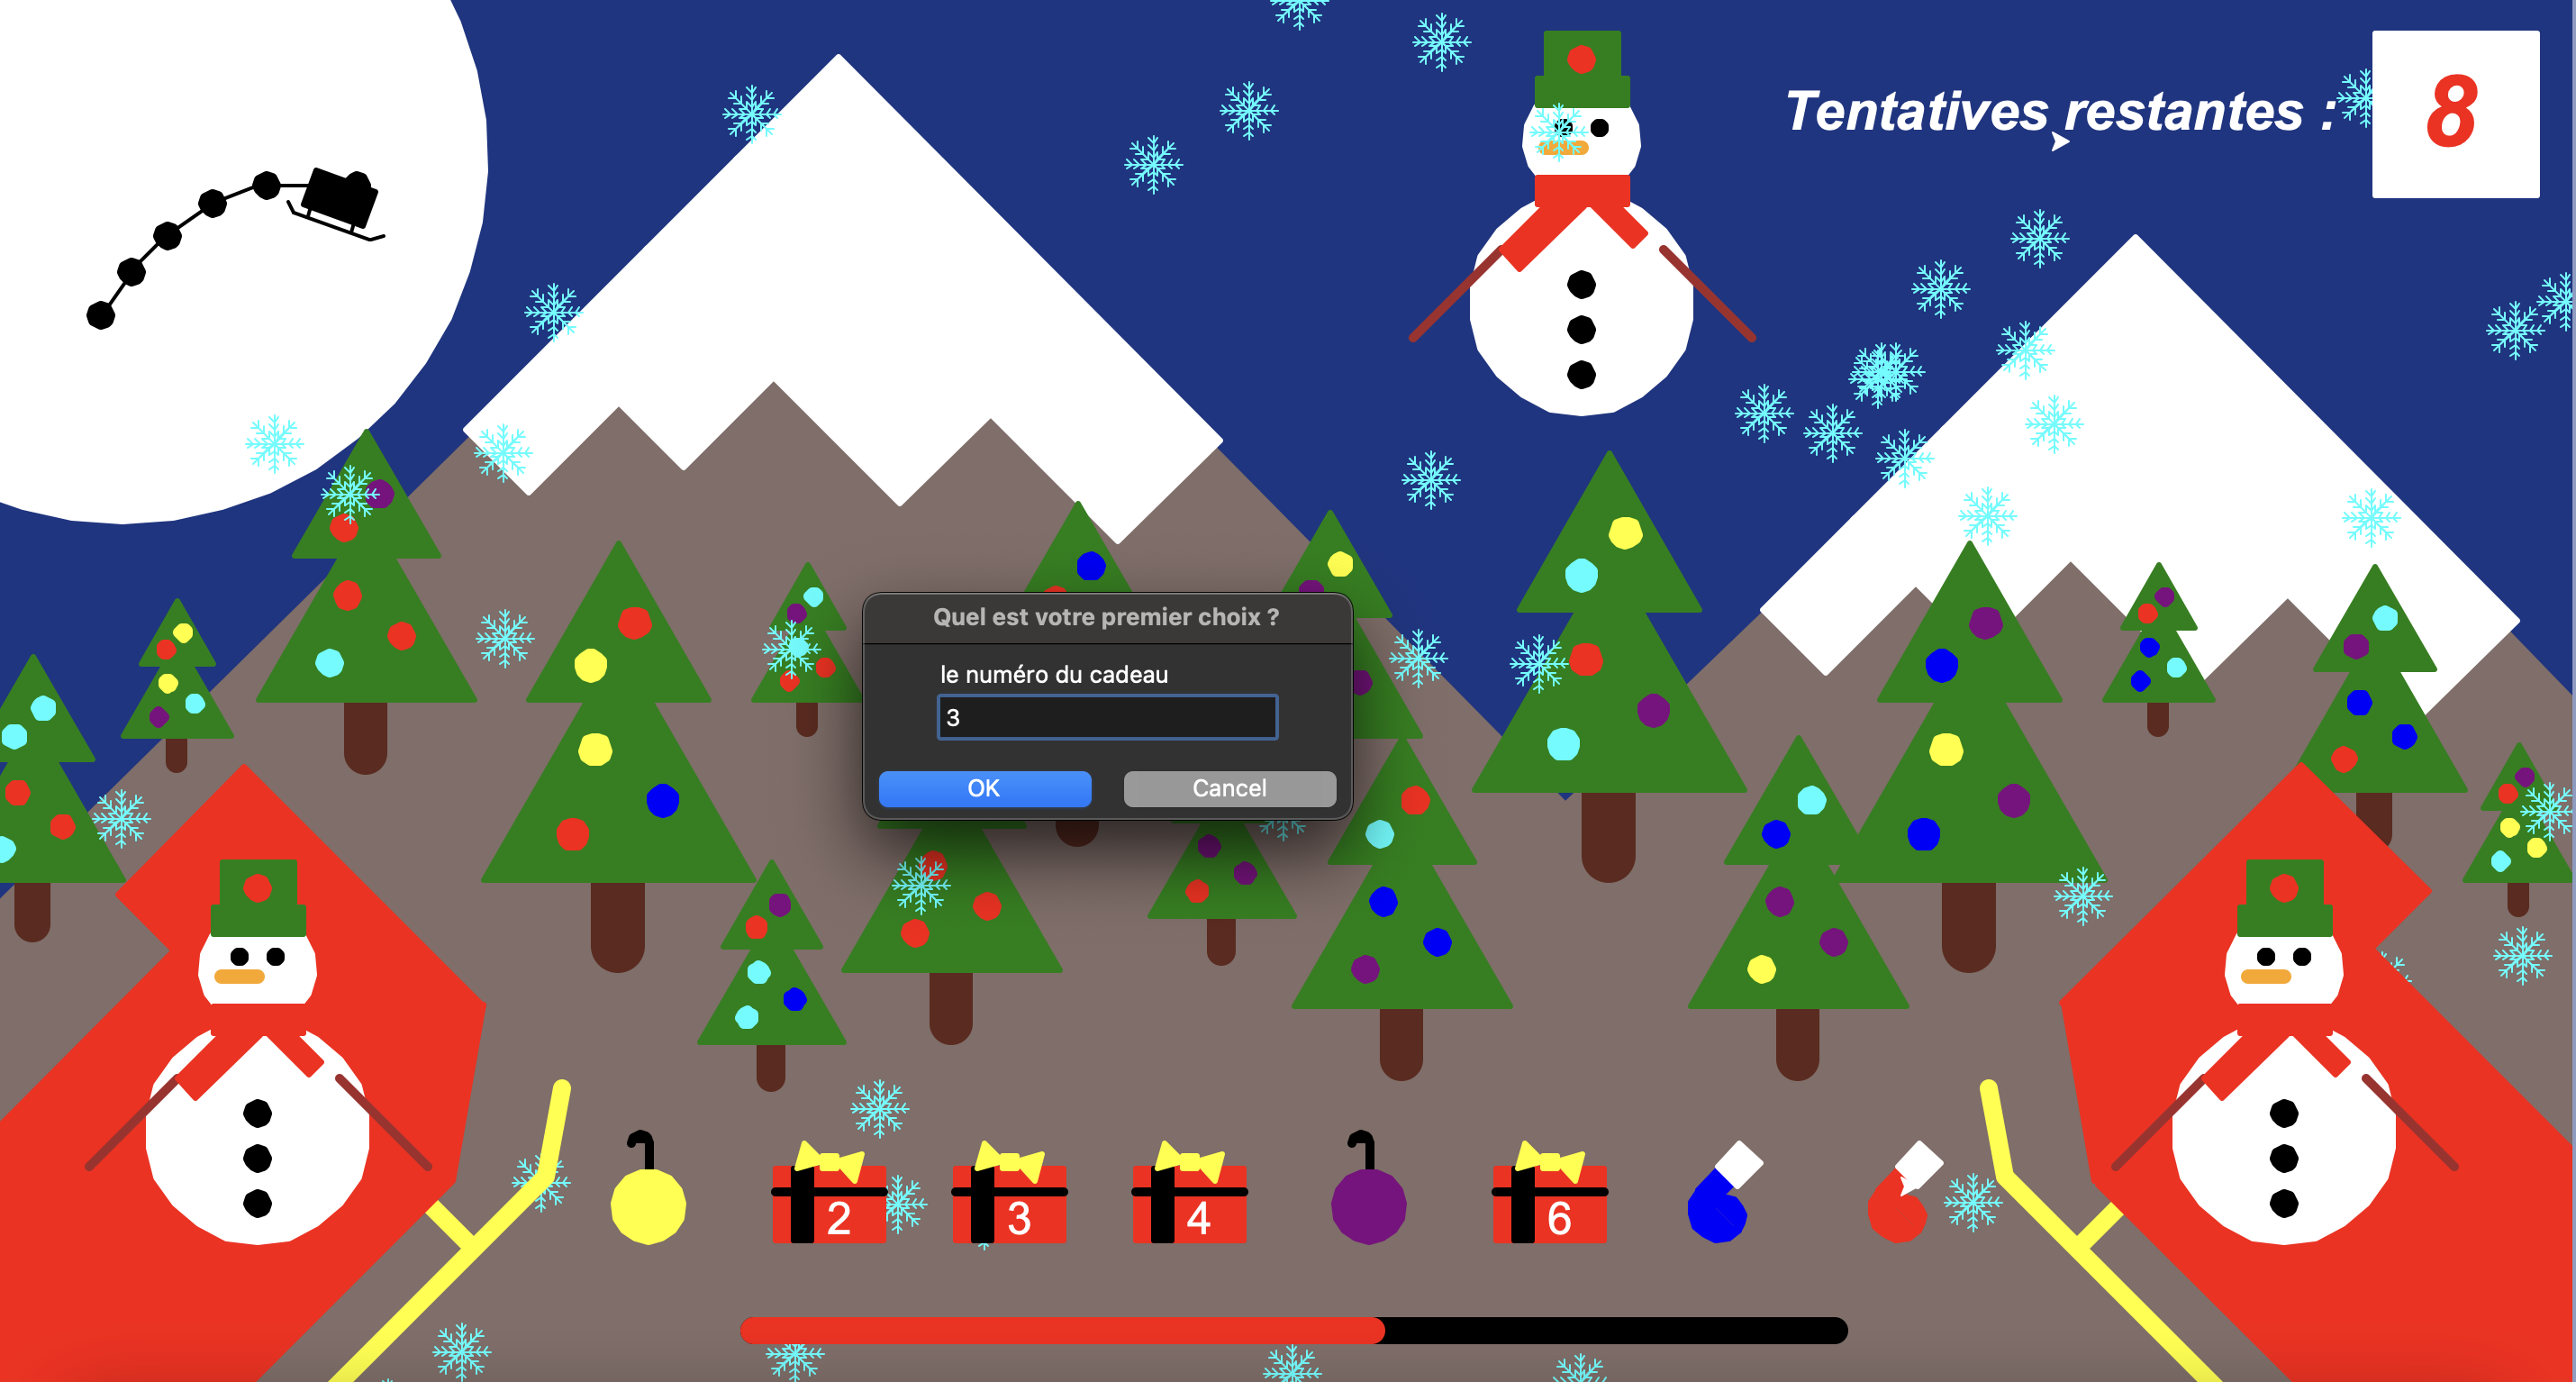 Tentatives restantes : 8
Quel est votre premier choix ?
le numéro du cadeau
3
OK Cancel
2 3 4 6